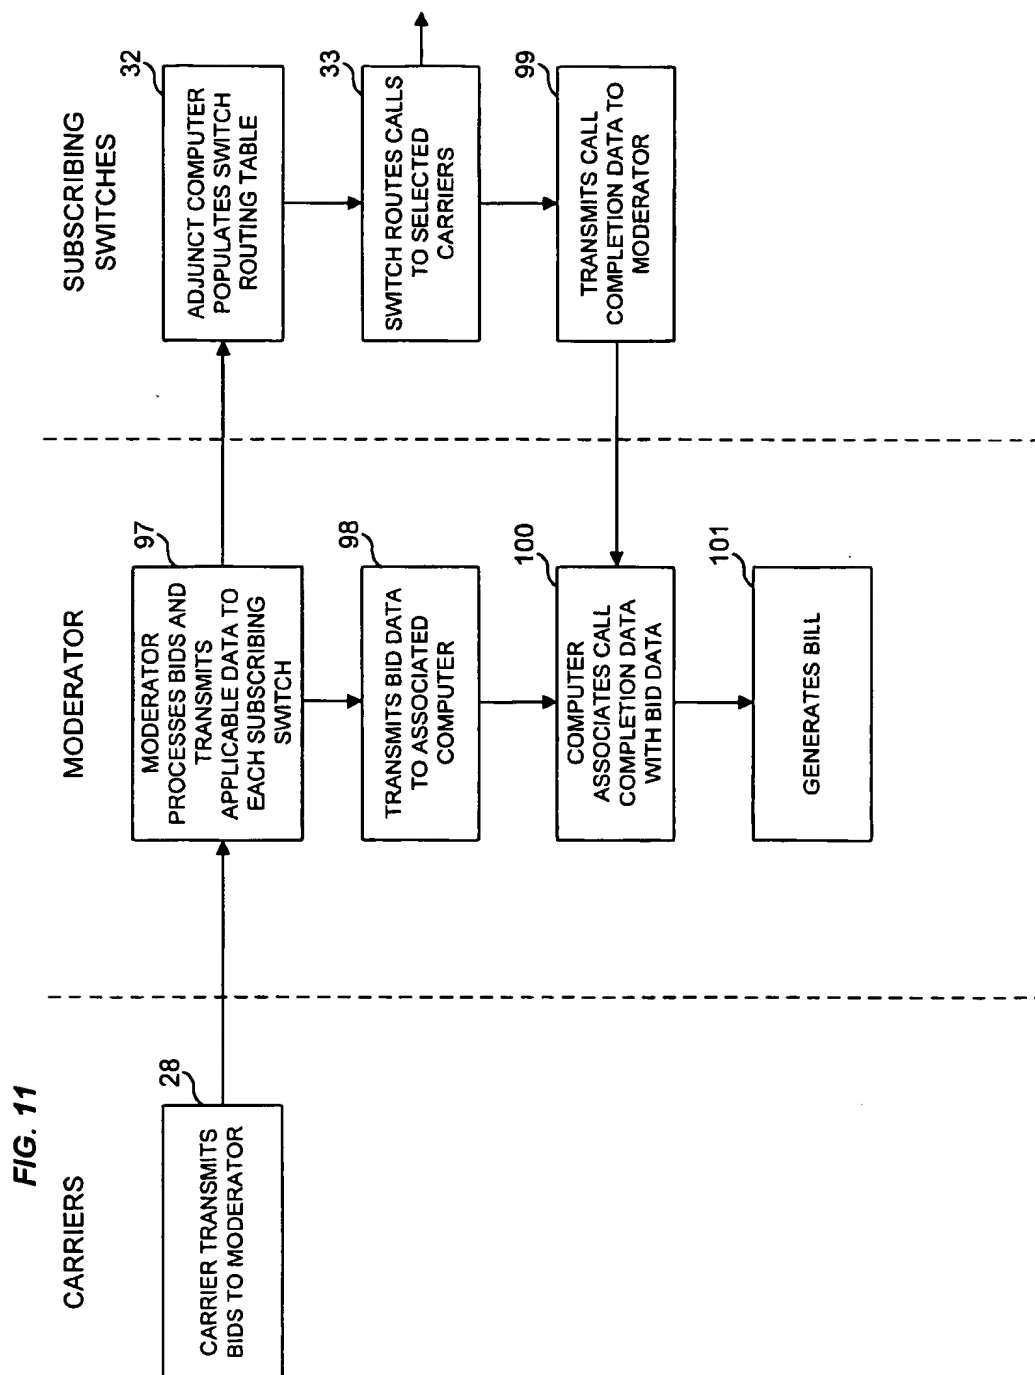 FIG. 11
CARRIERS
28
CARRIER TRANSMITS
BIDS TO MODERATOR
MODERATOR
97
MODERATOR
PROCESSES BIDS AND
TRANSMITS
APPLICABLE DATA TO
EACH SUBSCRIBING
SWITCH
98
TRANSMITS BID DATA
TO ASSOCIATED
COMPUTER
100
COMPUTER
ASSOCIATES CALL
COMPLETION DATA
WITH BID DATA
101
GENERATES BILL
SUBSCRIBING
SWITCHES
32
ADJUNCT COMPUTER
POPULATES SWITCH
ROUTING TABLE
33
SWITCH ROUTES CALLS
TO SELECTED
CARRIERS
99
TRANSMITS CALL
COMPLETION DATA TO
MODERATOR